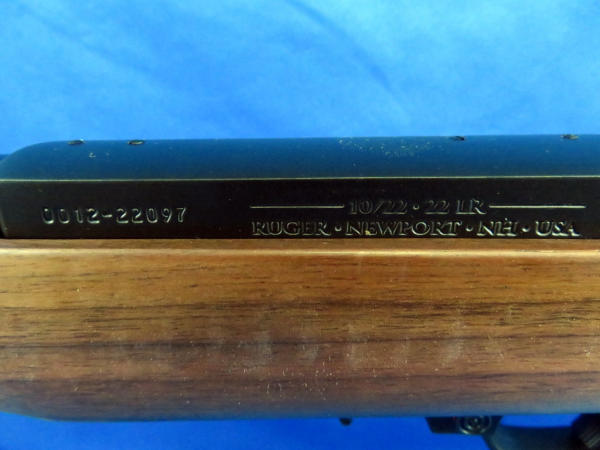 0012-22097
10/22 · 22 LR
RUGER · NEWPORT · NH · USA